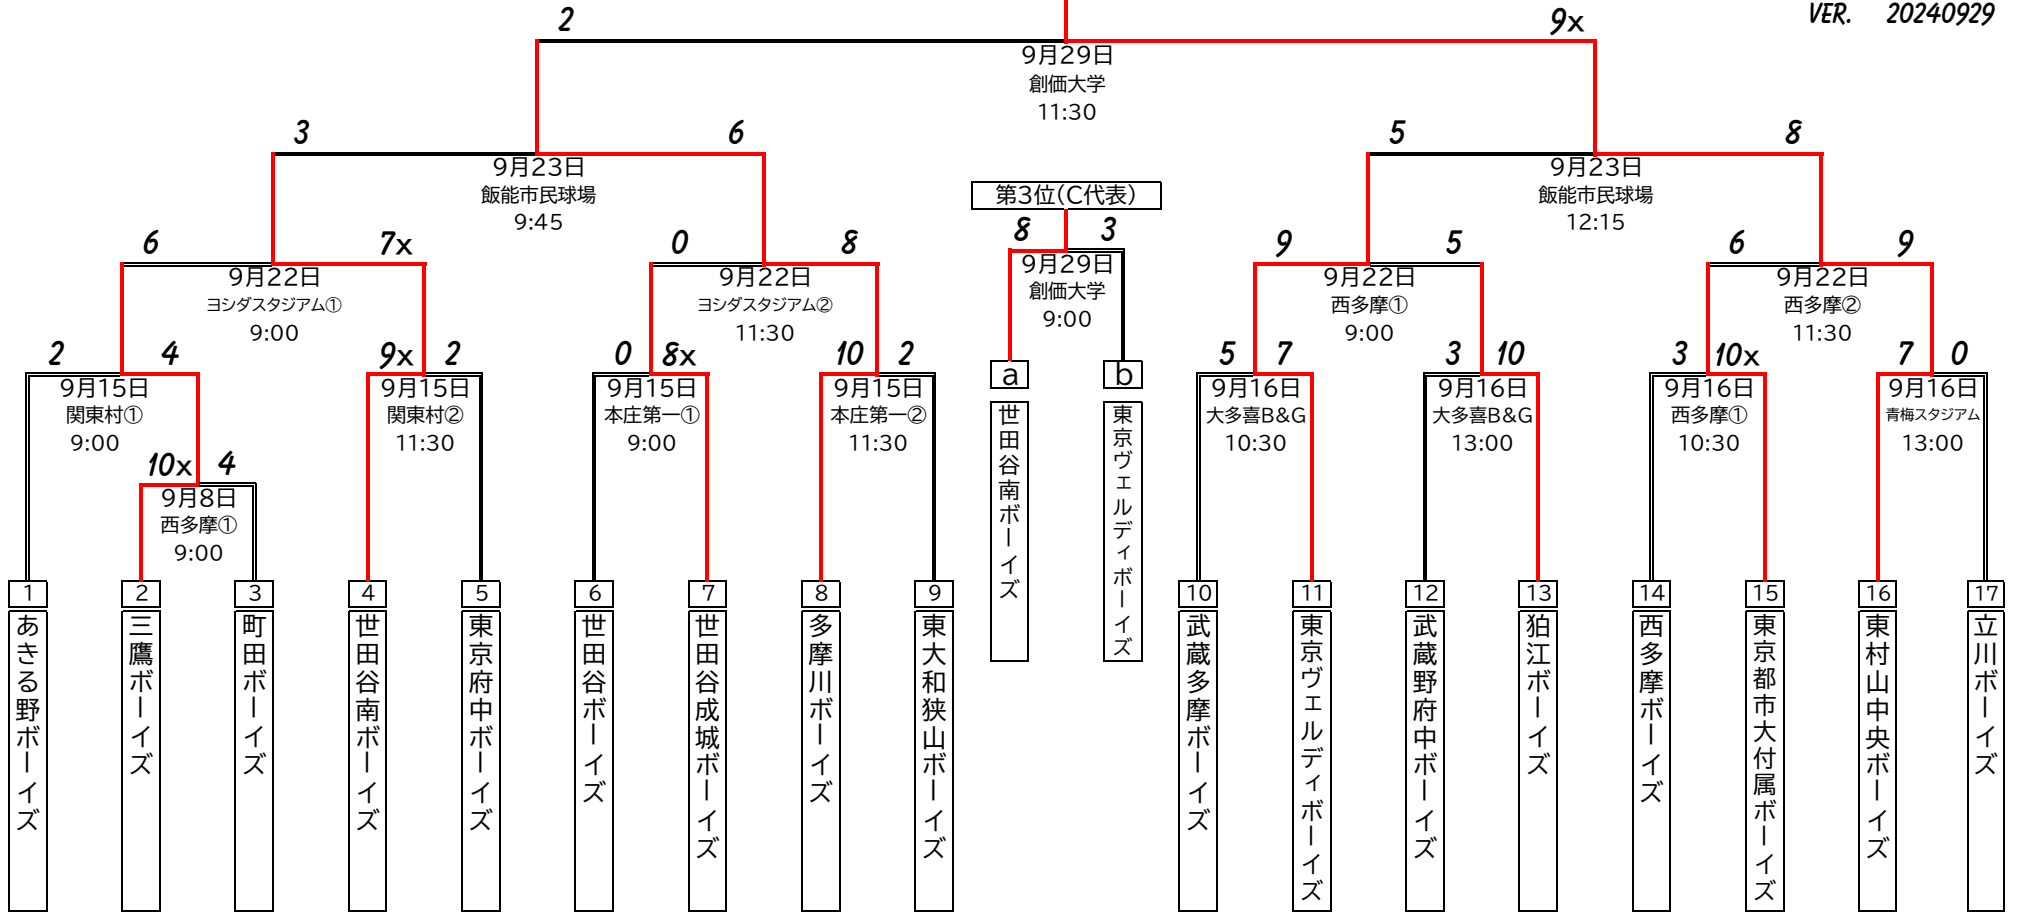 VER. 20240929
2 9x
9月29日
創価大学
11:30
3 6
9月23日
飯能市民球場
9:45
5 8
9月23日
飯能市民球場
12:15
第3位(C代表)
8 3
9月29日
創価大学
9:00
a
世田谷南ボーイズ
b
東京ヴェルディボーイズ
6 7x
9月22日
ヨシダスタジアム①
9:00
0 8
9月22日
ヨシダスタジアム②
11:30
9 5
9月22日
西多摩①
9:00
6 9
9月22日
西多摩②
11:30
2 4
9月15日
関東村①
9:00
9x 2
9月15日
関東村②
11:30
0 8x
9月15日
本庄第一①
9:00
10 2
9月15日
本庄第一②
11:30
5 7
9月16日
大多喜B&G
10:30
3 10
9月16日
大多喜B&G
13:00
3 10x
9月16日
西多摩①
10:30
7 0
9月16日
青梅スタジアム
13:00
10x 4
9月8日
西多摩①
9:00
1
あきる野ボーイズ
2
三鷹ボーイズ
3
町田ボーイズ
4
世田谷南ボーイズ
5
東京府中ボーイズ
6
世田谷ボーイズ
7
世田谷成城ボーイズ
8
多摩川ボーイズ
9
東大和狭山ボーイズ
10
武蔵多摩ボーイズ
11
東京ヴェルディボーイズ
12
武蔵野府中ボーイズ
13
狛江ボーイズ
14
西多摩ボーイズ
15
東京都市大付属ボーイズ
16
東村山中央ボーイズ
17
立川ボーイズ